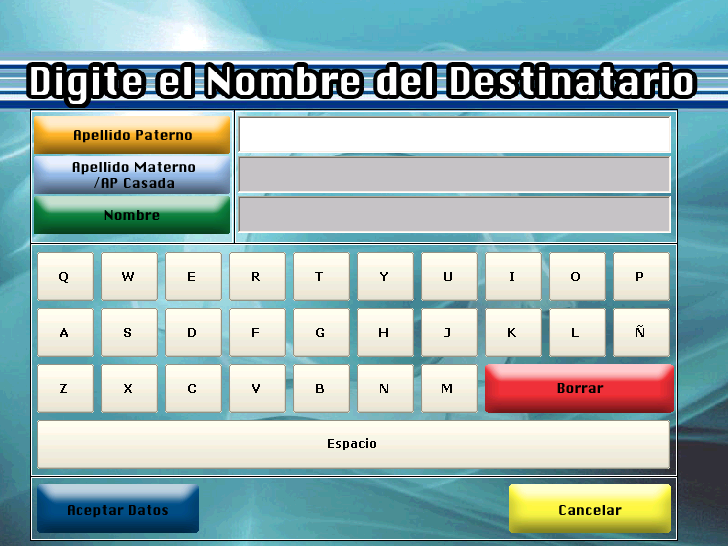 Digite el Nombre del Destinatario
Apellido Paterno
Apellido Materno
/AP Casada
Nombre
Q W E R T Y U I O P
A S D F G H J K L Ñ
Z X C V B N M Borrar
Espacio
Aceptar Datos Cancelar